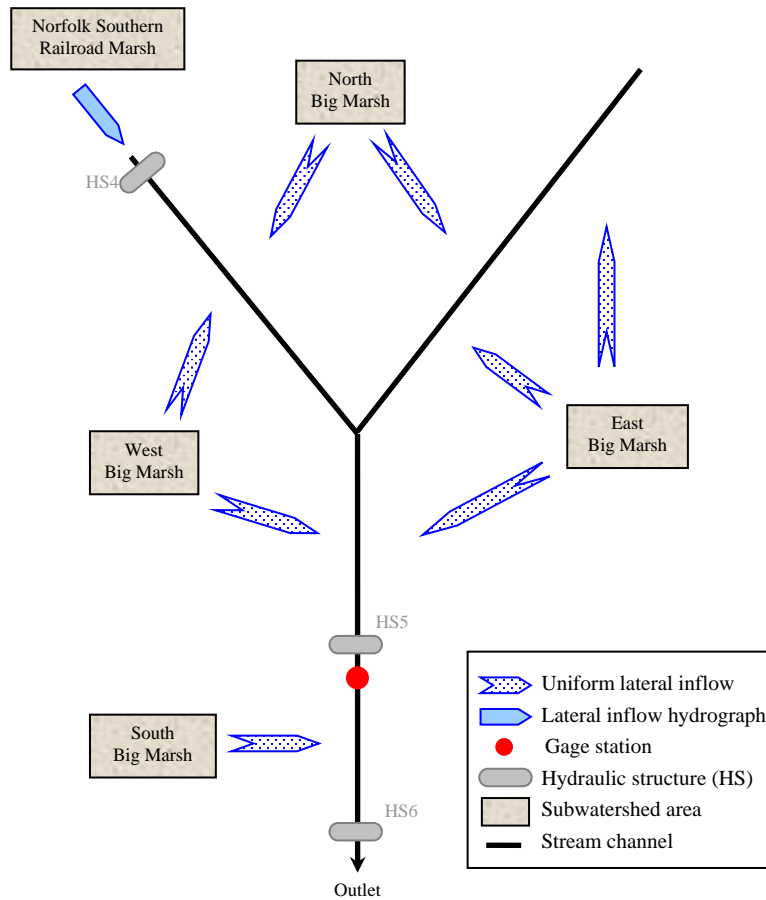 Norfolk Southern
Railroad Marsh
North
Big Marsh
HS4
West
Big Marsh
East
Big Marsh
HS5
South
Big Marsh
HS6
Outlet
Uniform lateral inflow
Lateral inflow hydrograph
Gage station
Hydraulic structure (HS)
Subwatershed area
Stream channel